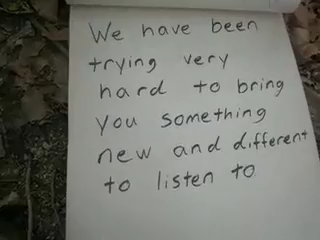 We have been
trying very
hard to bring
you something
new and different
to listen to